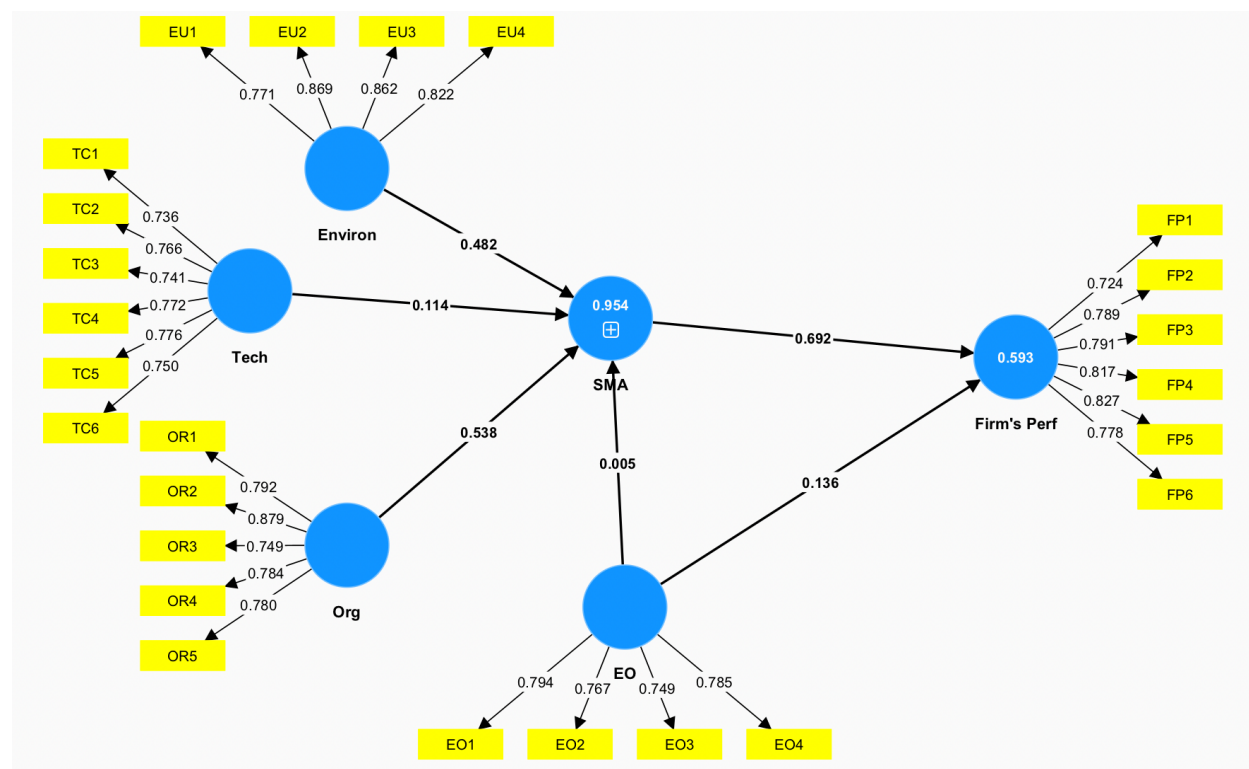 EU1 EU2 EU3 EU4
0.771 0.869 0.862 0.822
Environ
TC1
TC2
TC3
TC4
TC5
TC6
0.736
0.766
0.741
0.772
0.776
0.750
Tech
OR1
OR2
OR3
OR4
OR5
0.792
0.879
0.749
0.784
0.780
Org
0.482
0.114
0.538
0.005
0.954
SMA
0.692
0.136
EO
0.794 0.767 0.749 0.785
EO1 EO2 EO3 EO4
0.593
Firm's Perf
0.724
0.789
0.791
0.817
0.827
0.778
FP1
FP2
FP3
FP4
FP5
FP6